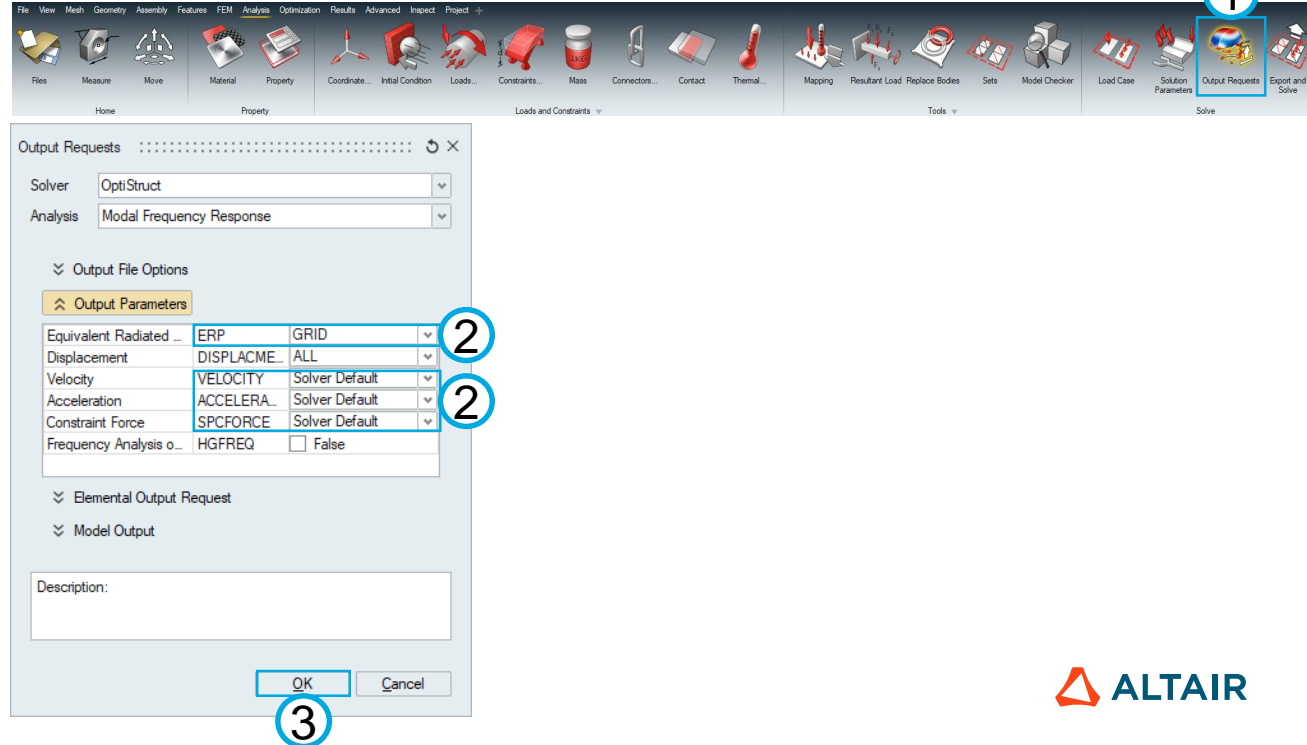 File View Mesh Geometry Assembly Features FEM Analysis Optimization Results Advanced Inspect Project +
1
Files Measure Move Material Property Coordinate... Initial Condition Loads... Constraints... Mass Connectors... Contact Thermal... Mapping Resultant Load Replace Bodies Sets Model Checker Load Case Solution Parameters Output Requests Export and Solve
Home Property Loads and Constraints Tools Solve
Output Requests
Solver OptiStruct
Analysis Modal Frequency Response
Output File Options
Output Parameters
Equivalent Radiated ... ERP GRID 2
Displacement DISPLACME... ALL
Velocity VELOCITY Solver Default
Acceleration ACCELERA... Solver Default 2
Constraint Force SPCFORCE Solver Default
Frequency Analysis o... HGFREQ False
Elemental Output Request
Model Output
Description:
OK Cancel
3
ALTAIR